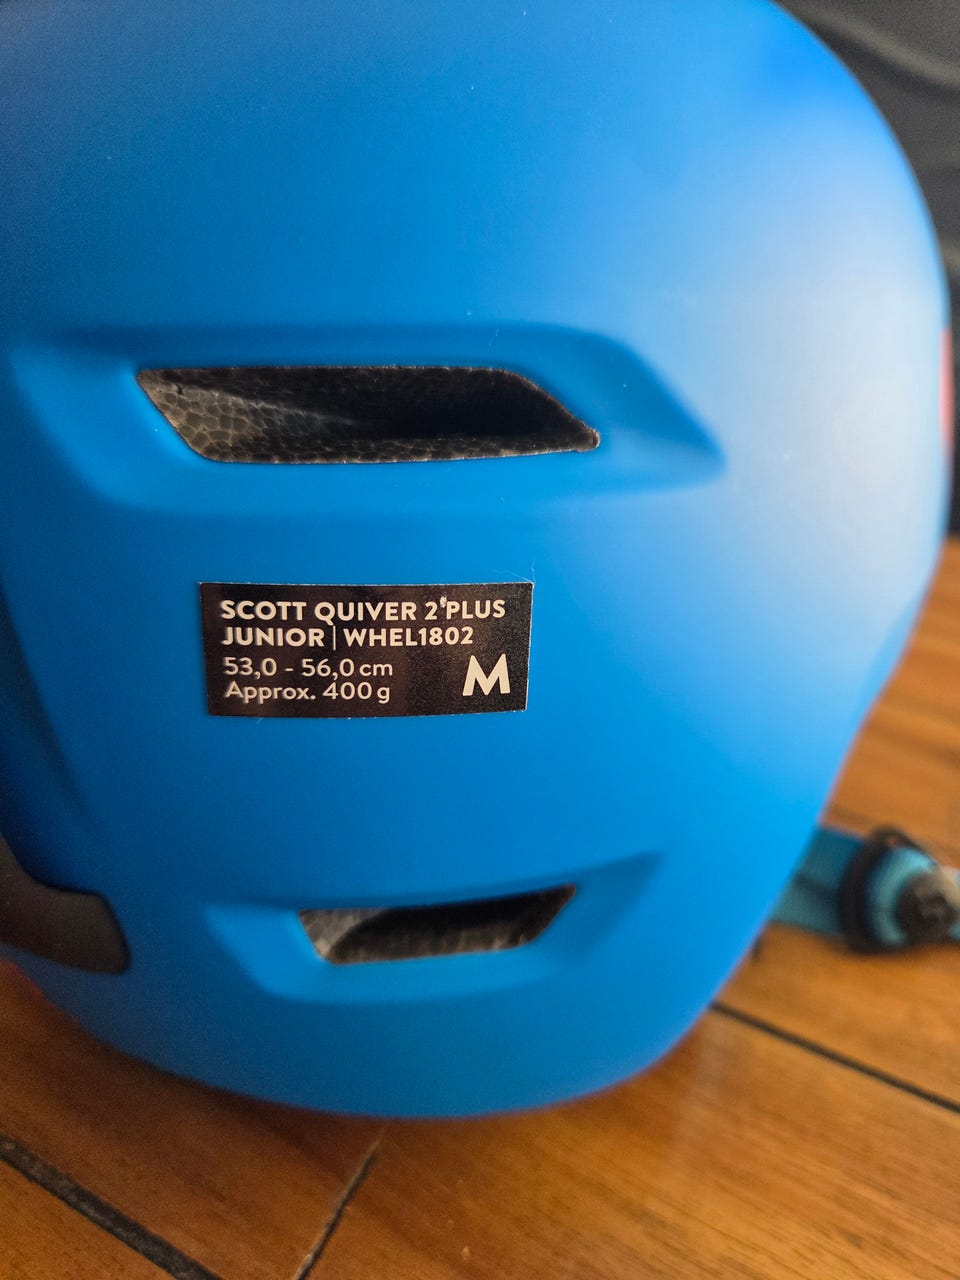 SCOTT QUIVER 2 PLUS
JUNIOR | WHEL1802
53,0 - 56,0 cm
Approx. 400 g
M